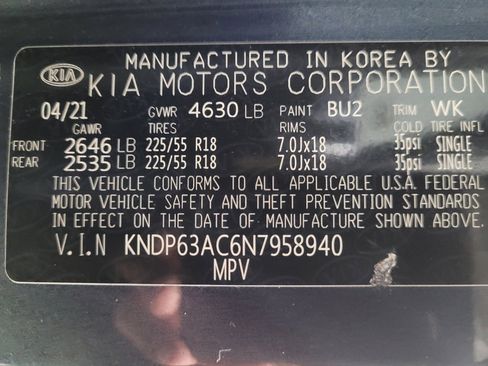 MANUFACTURED IN KOREA BY
KIA KIA MOTORS CORPORATION
04/21 GVWR 4630 LB PAINT BU2 TRIM WK
GAWR TIRES RIMS COLD TIRE INFL
FRONT 2646 LB 225/55 R18 7.0Jx18 35psi SINGLE
REAR 2535 LB 225/55 R18 7.0Jx18 35psi SINGLE
THIS VEHICLE CONFORMS TO ALL APPLICABLE U.S.A. FEDERAL
MOTOR VEHICLE SAFETY AND THEFT PREVENTION STANDARDS
IN EFFECT ON THE DATE OF MANUFACTURE SHOWN ABOVE.
V.I.N KNDP63AC6N7958940
MPV